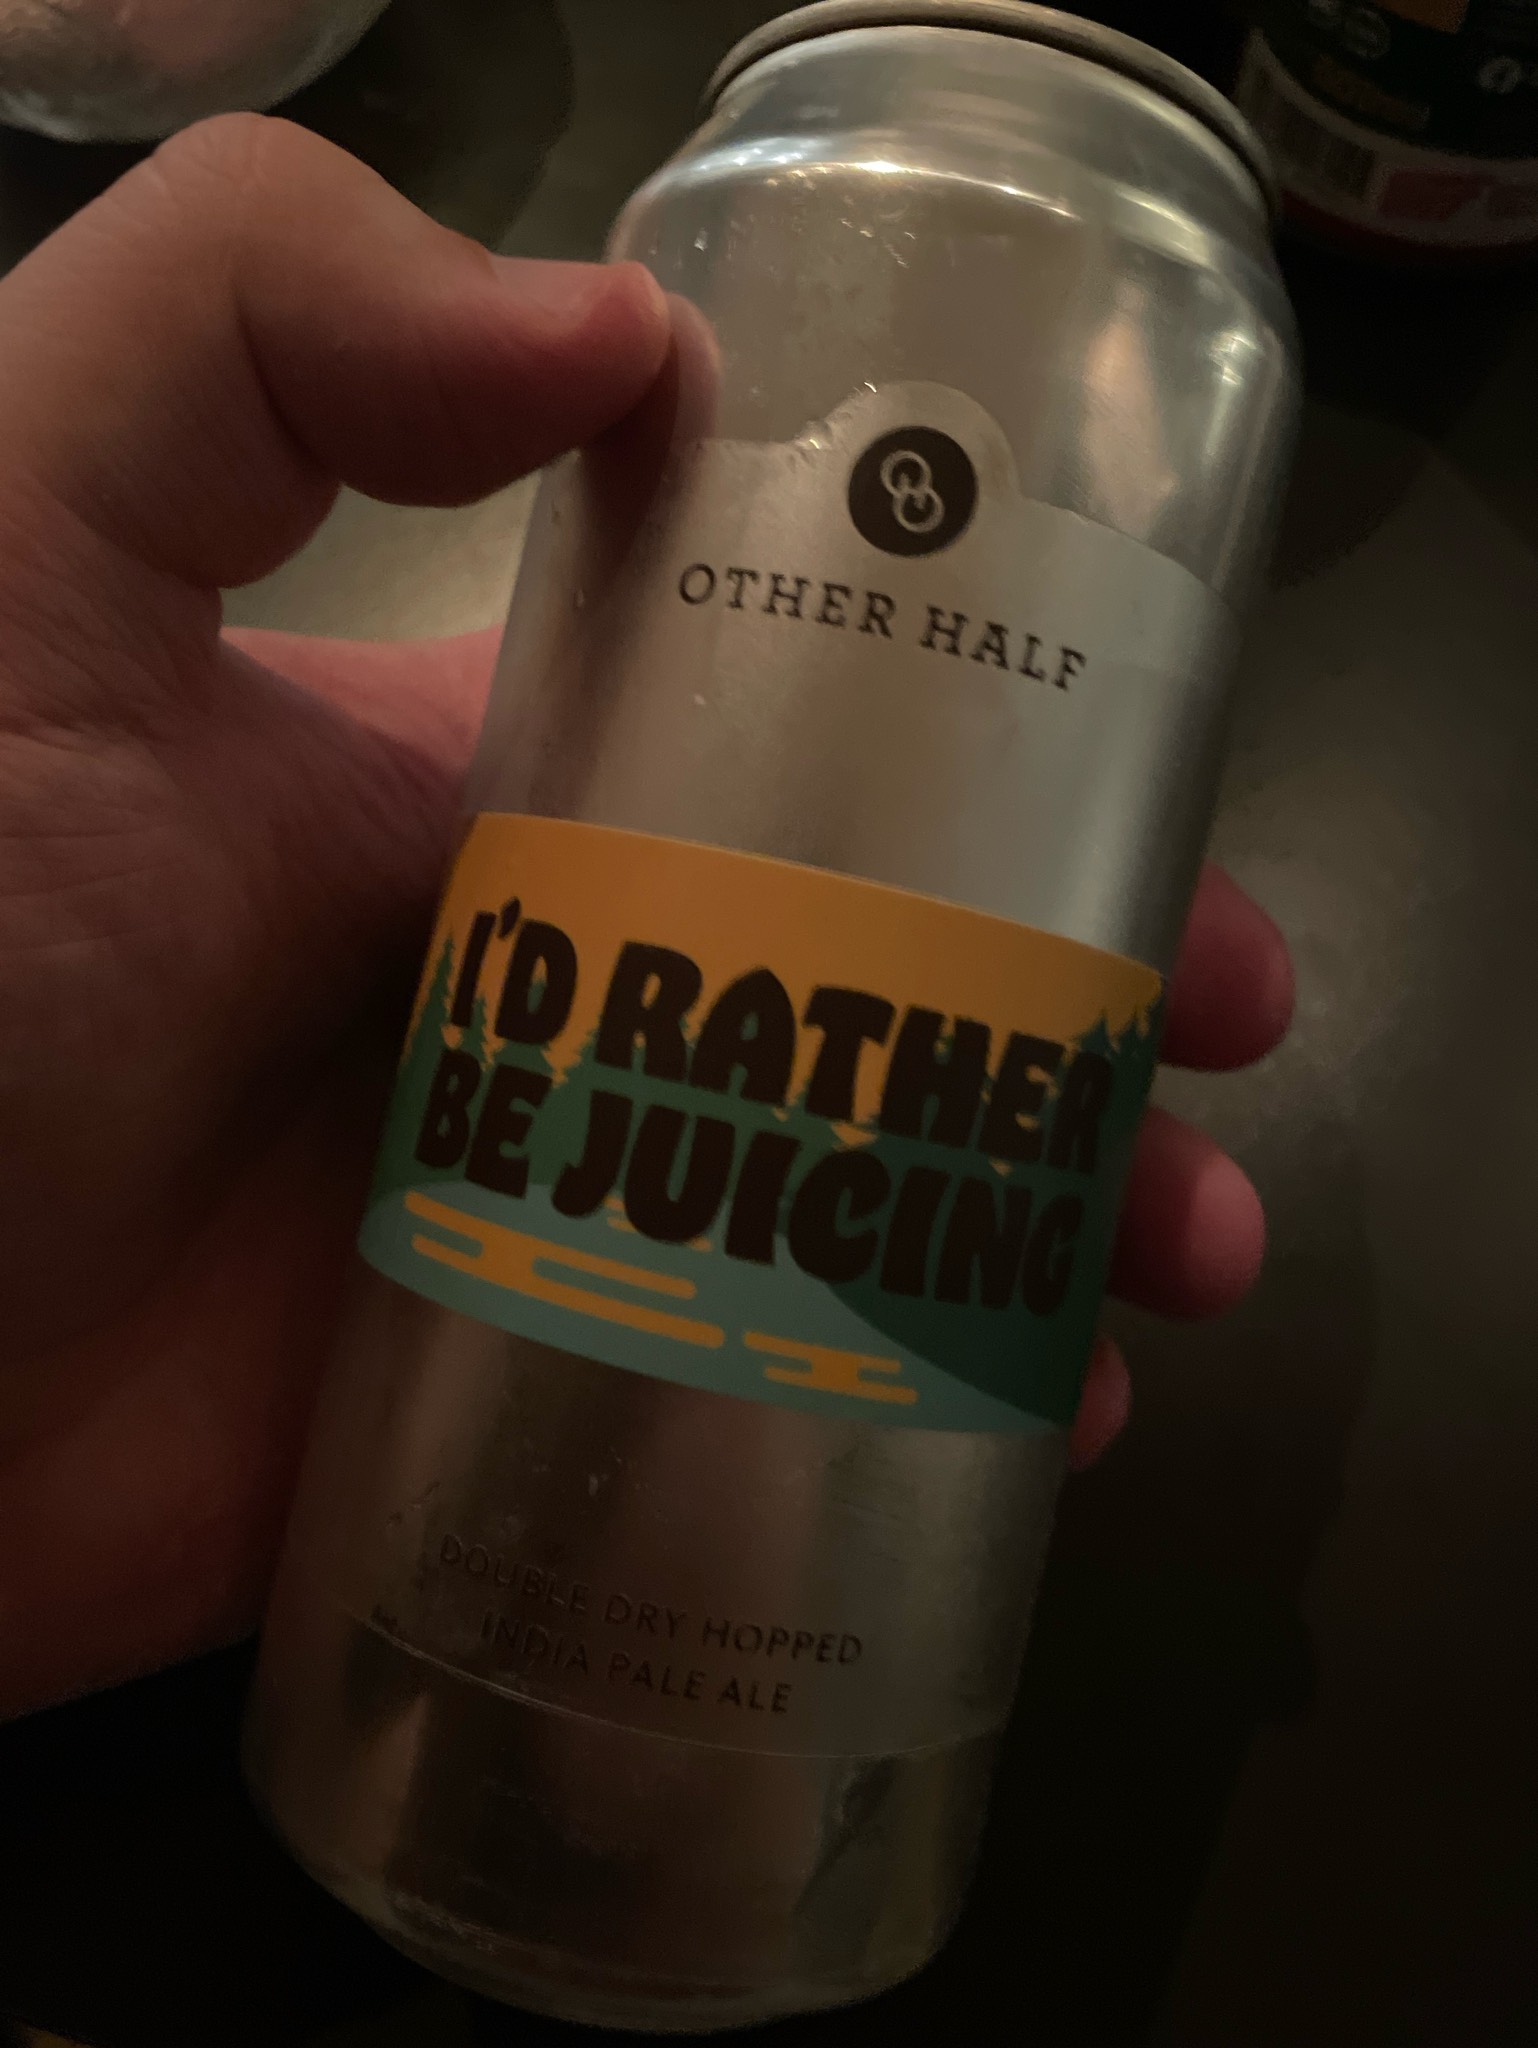 OTHER HALF
I'D RATHER
BE JUICING
DOUBLE DRY HOPPED
INDIA PALE ALE